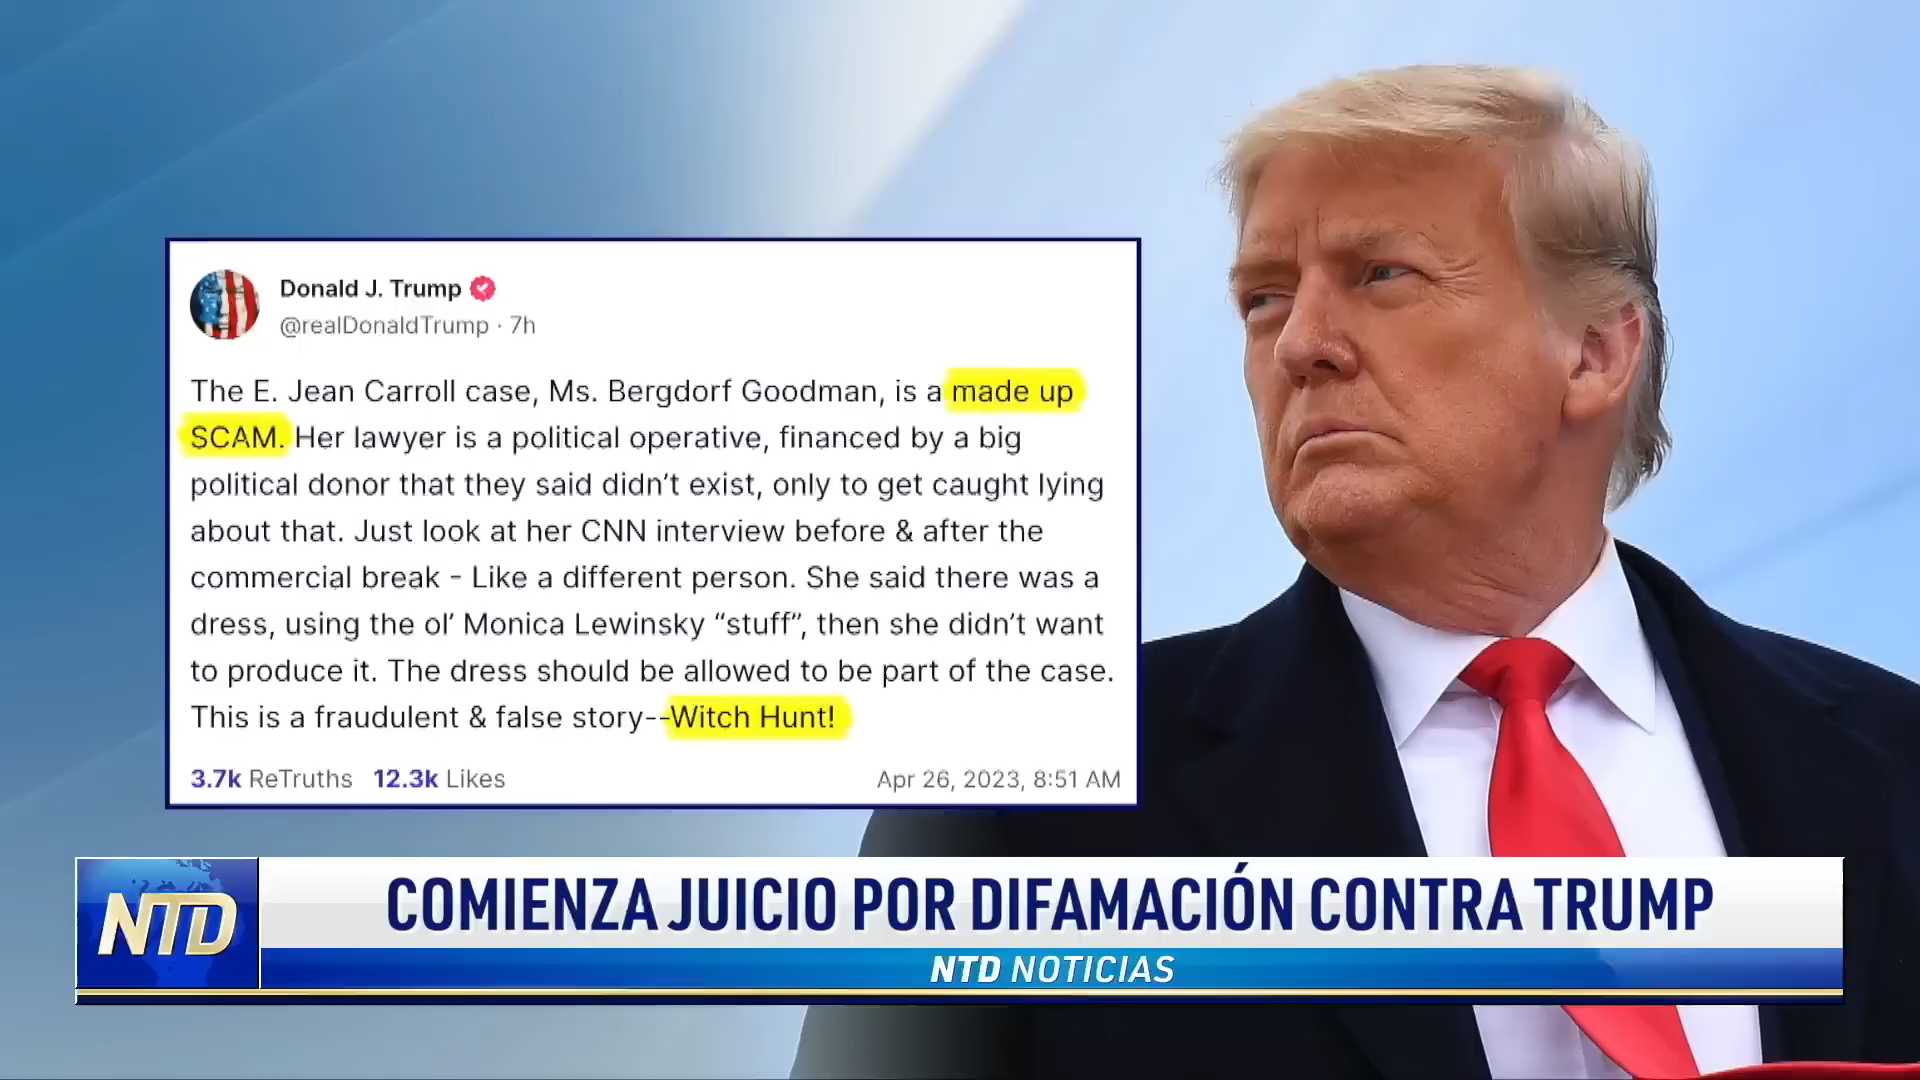 Donald J. Trump
@realDonaldTrump · 7h
The E. Jean Carroll case, Ms. Bergdorf Goodman, is a made up
SCAM. Her lawyer is a political operative, financed by a big
political donor that they said didn’t exist, only to get caught lying
about that. Just look at her CNN interview before & after the
commercial break - Like a different person. She said there was a
dress, using the ol’ Monica Lewinsky “stuff”, then she didn’t want
to produce it. The dress should be allowed to be part of the case.
This is a fraudulent & false story--Witch Hunt!
3.7k ReTruths 12.3k Likes Apr 26, 2023, 8:51 AM
NTD
COMIENZA JUICIO POR DIFAMACIÓN CONTRA TRUMP
NTD NOTICIAS